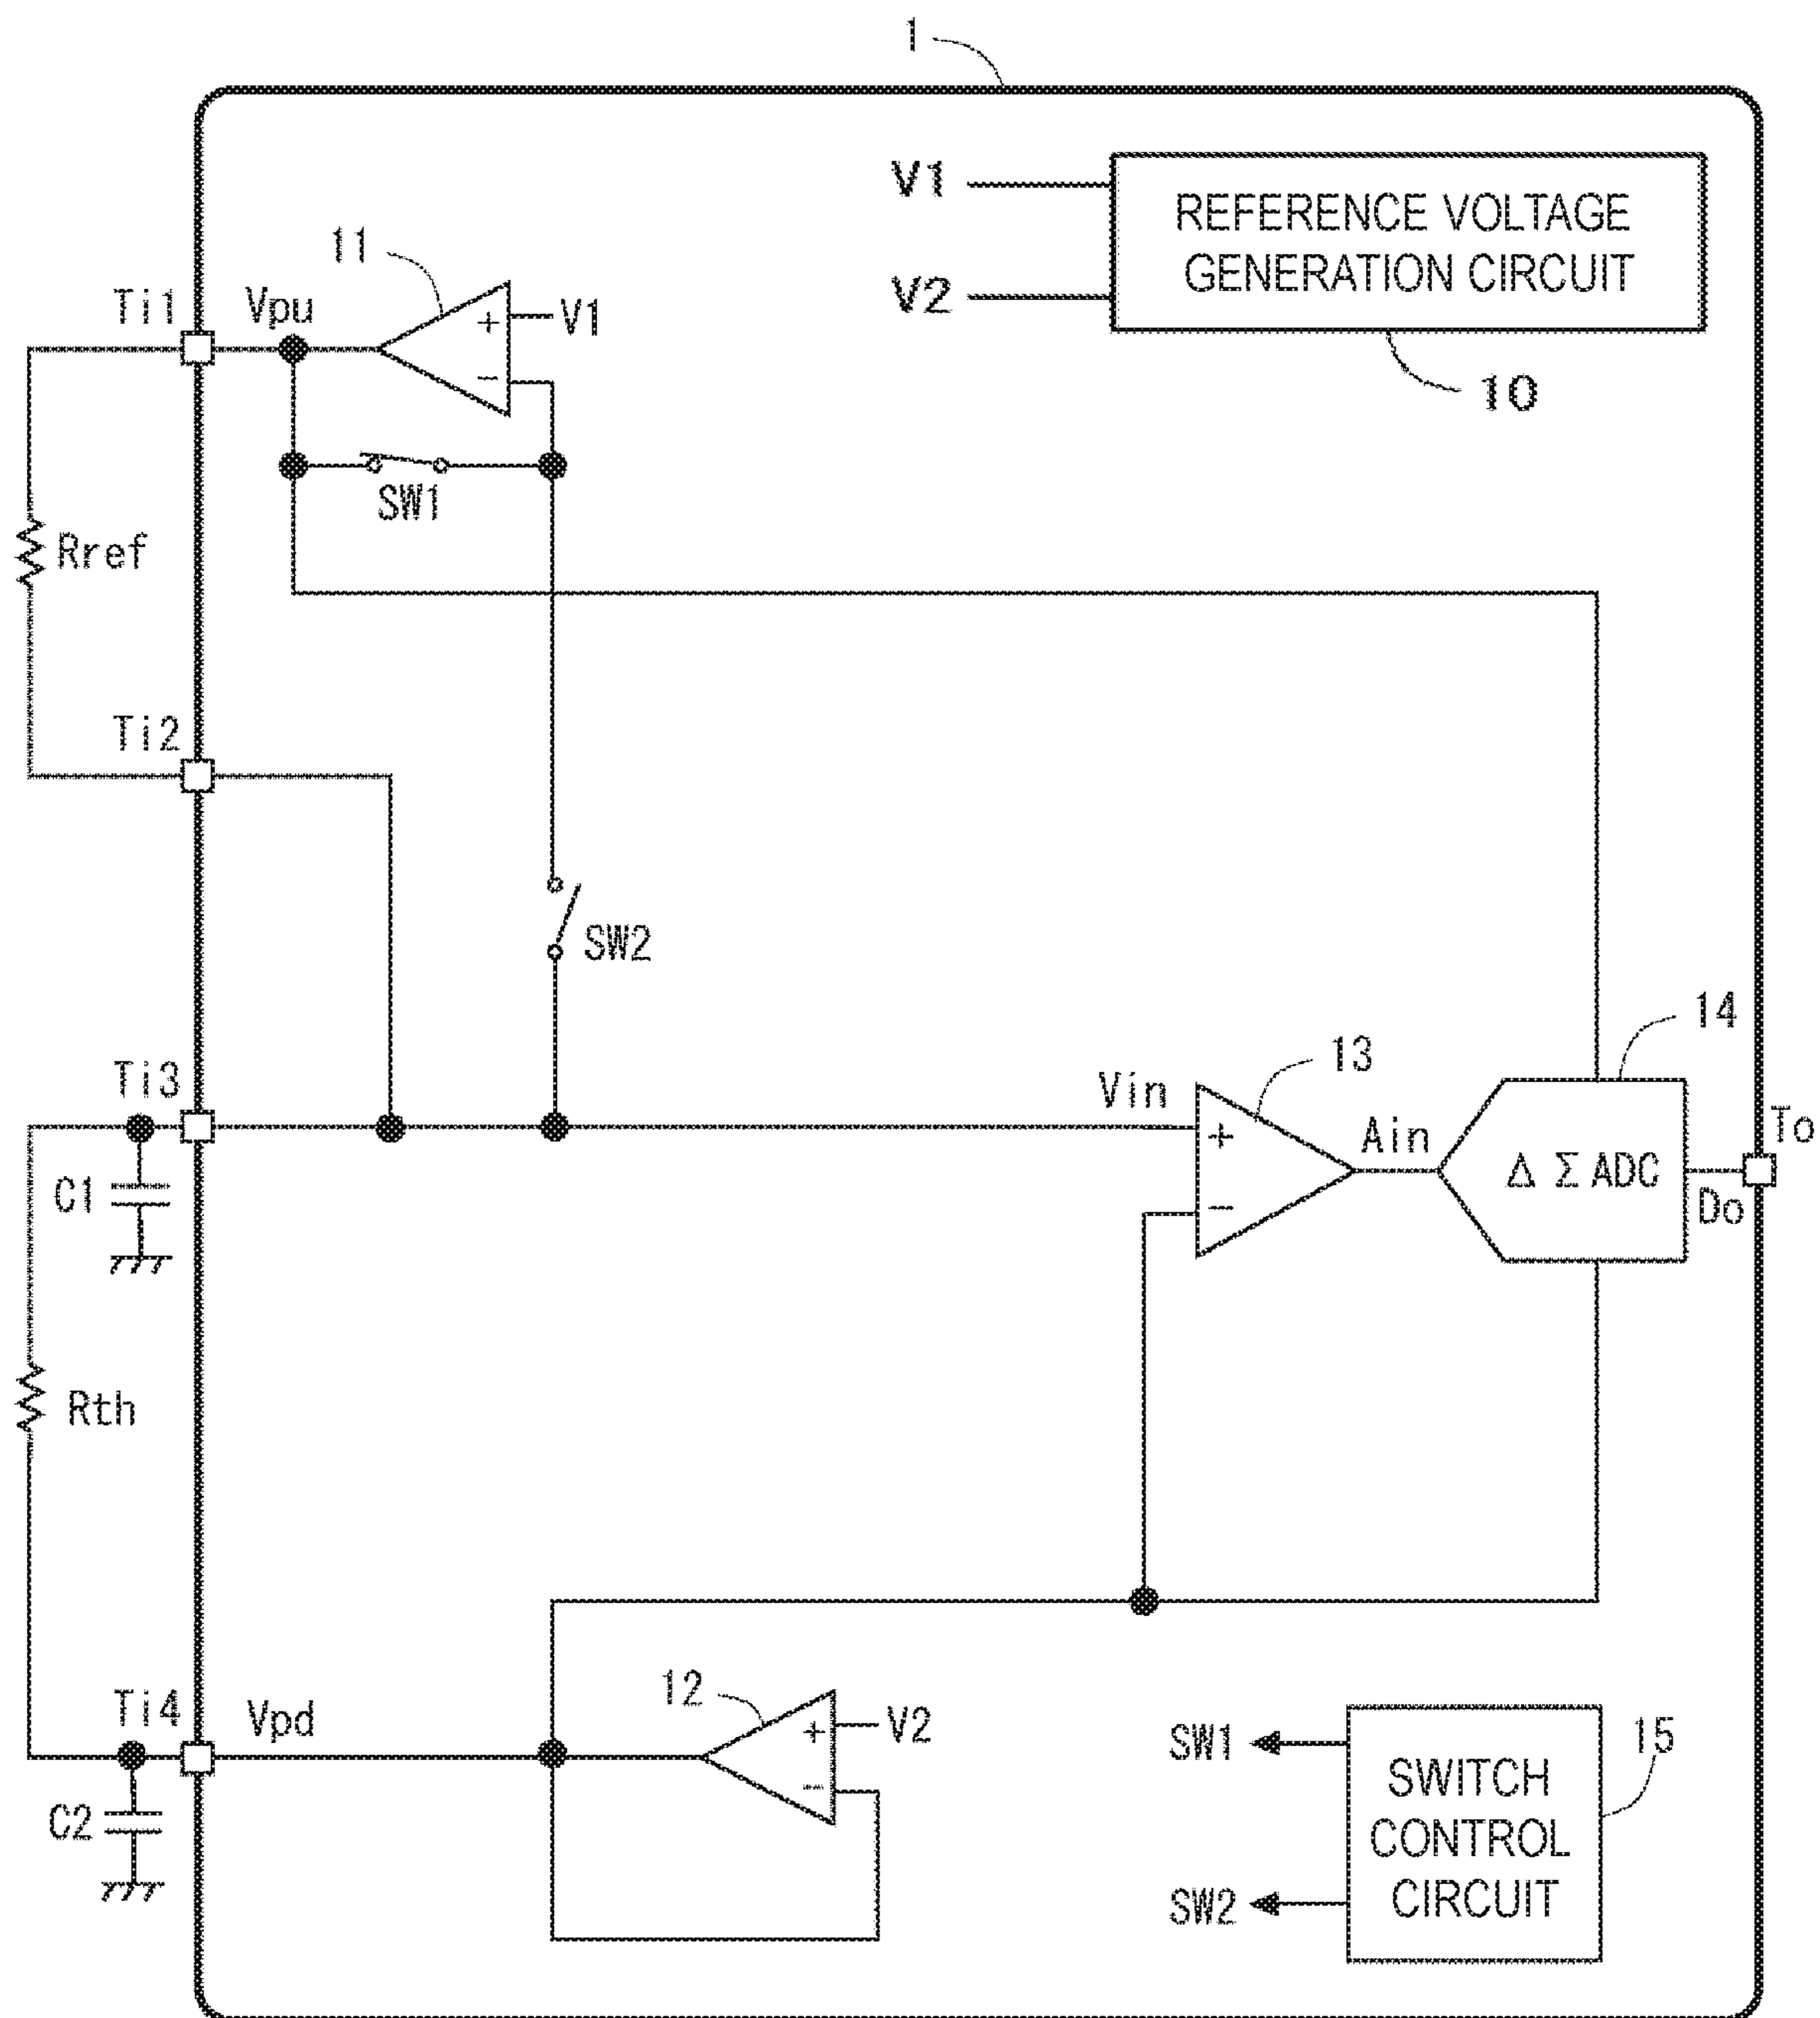 1
V1
REFERENCE VOLTAGE
GENERATION CIRCUIT
V2
10
11
Ti1
Vpu
+
V1
−
SW1
Rref
Ti2
SW2
14
13
Ti3
Vin
+
Ain
Δ Σ ADC
To
−
Do
C1
Rth
12
Ti4
Vpd
+
V2
−
SW1
15
SWITCH
CONTROL
CIRCUIT
C2
SW2